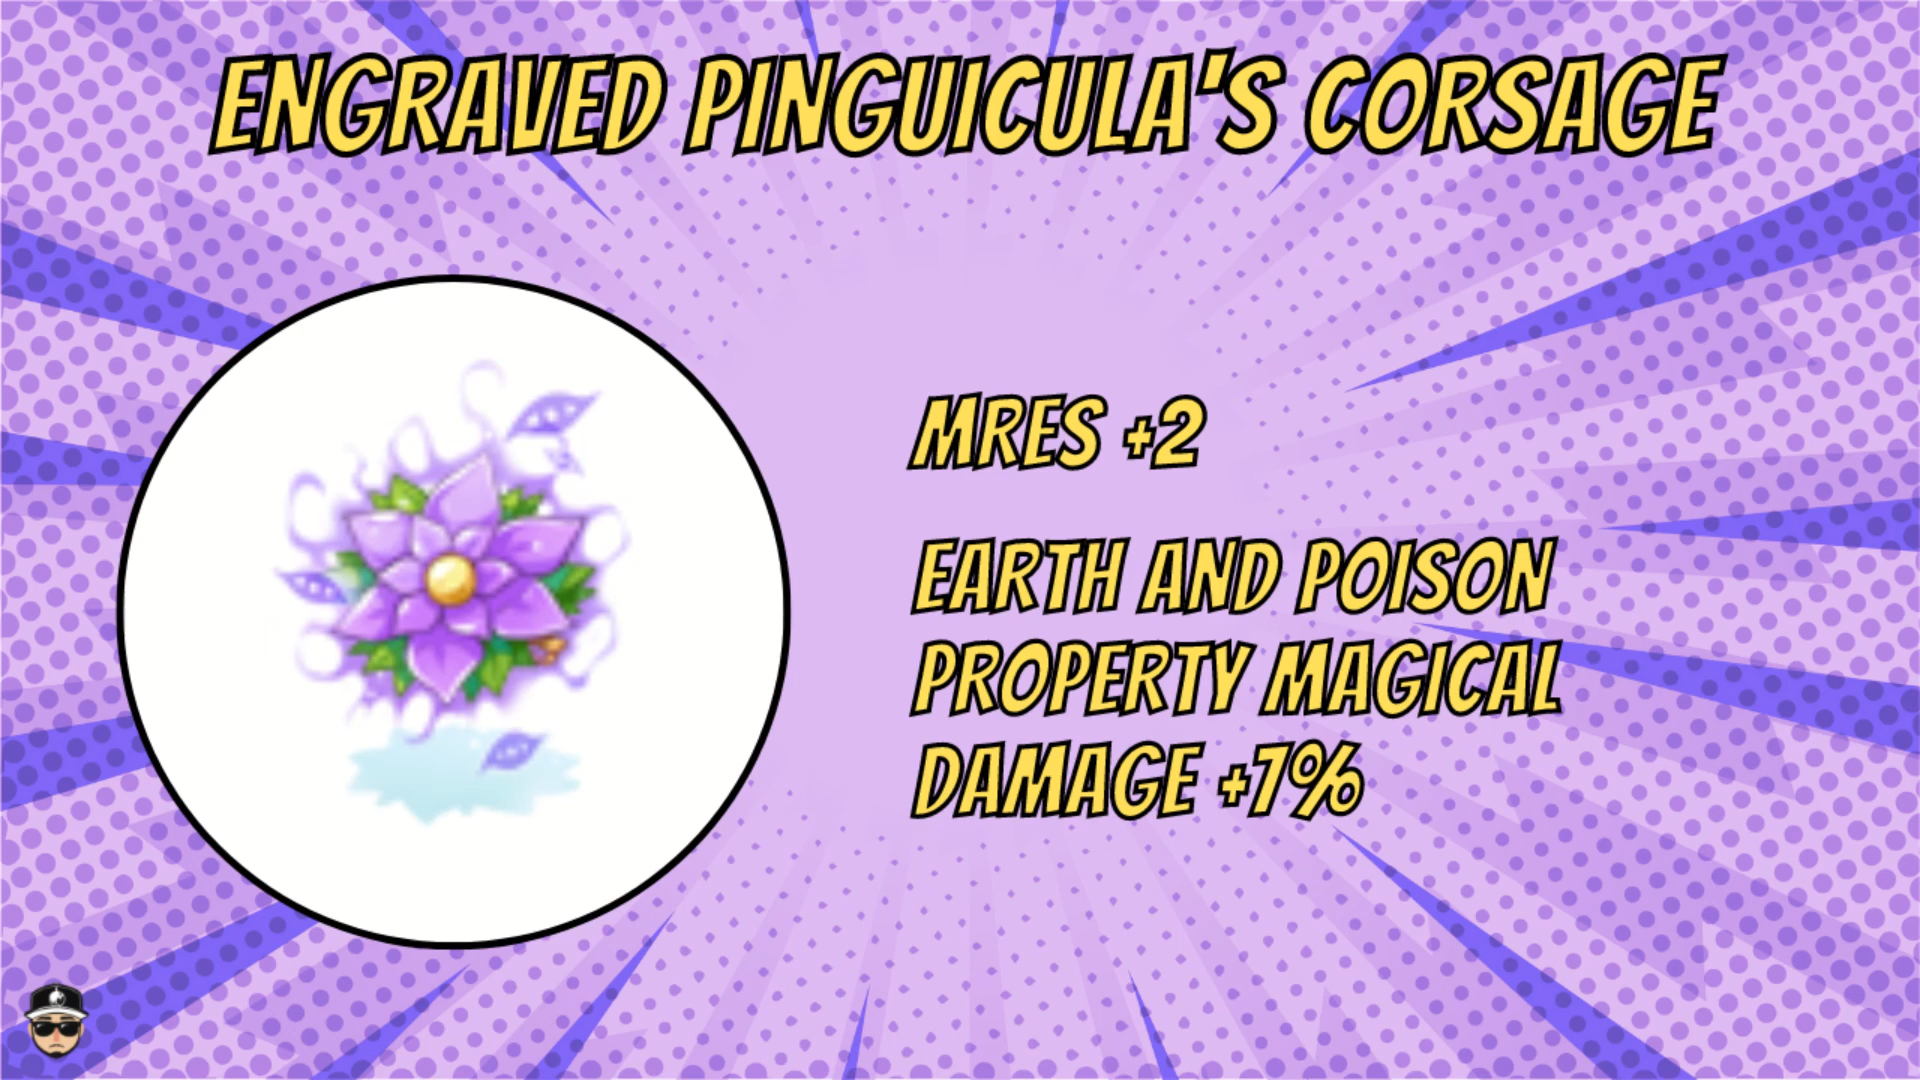 ENGRAVED PINGUICULA'S CORSAGE
MRES +2
EARTH AND POISON
PROPERTY MAGICAL
DAMAGE +7%